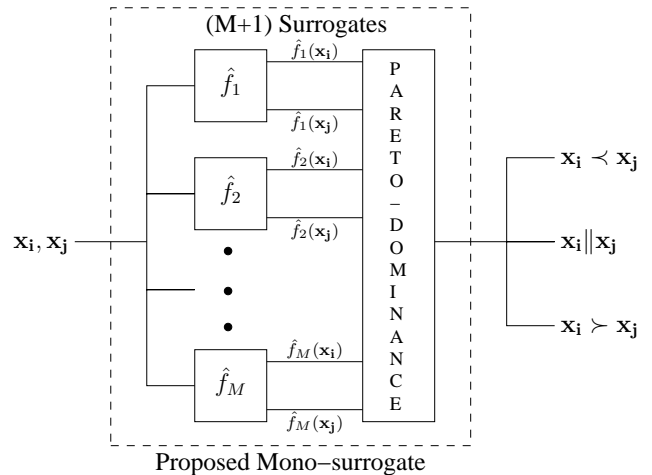 (M+1) Surrogates
f̂₁
f̂₁(xᵢ)
f̂₁(xⱼ)
f̂₂
f̂₂(xᵢ)
f̂₂(xⱼ)
f̂_M
f̂_M(xᵢ)
f̂_M(xⱼ)
PARETO–DOMINANCE
xᵢ, xⱼ
xᵢ ≺ xⱼ
xᵢ||xⱼ
xᵢ ≻ xⱼ
Proposed Mono–surrogate